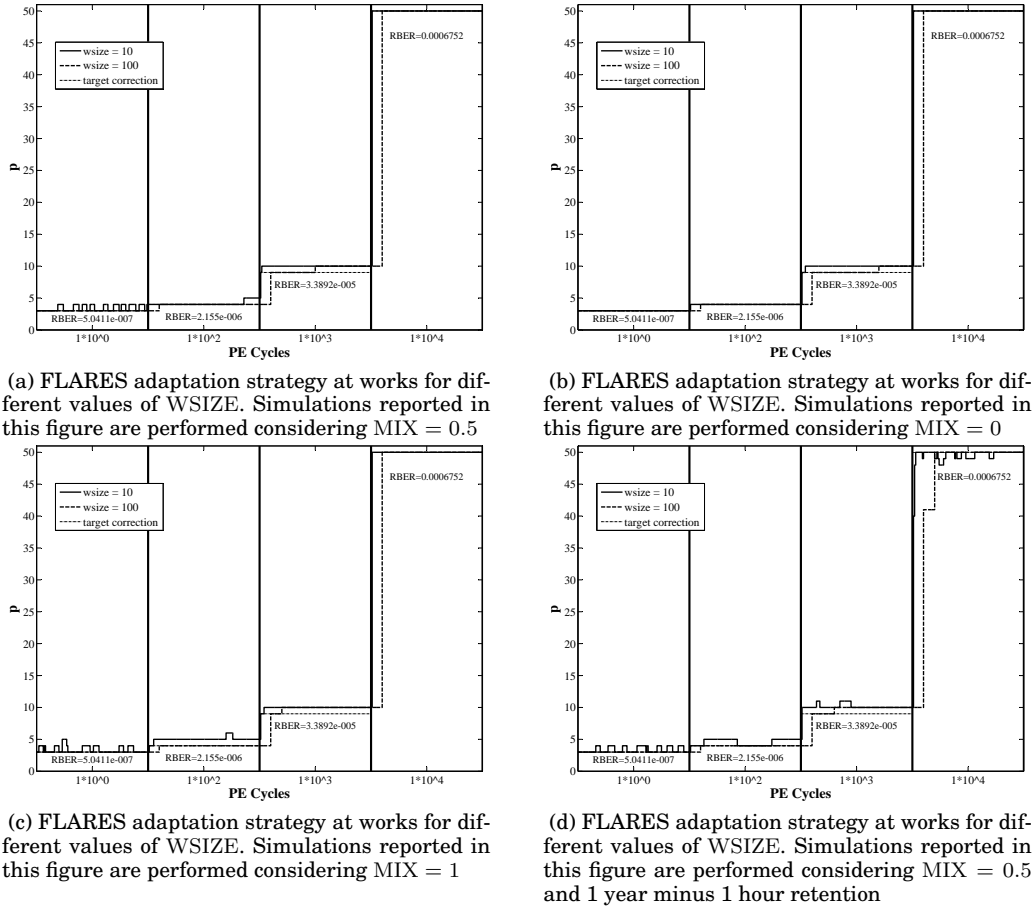 50
45
40
35
30
25
20
15
10
5
0
p
wsize = 10
wsize = 100
target correction
RBER=0.0006752
RBER=3.3892e-005
RBER=5.0411e-007
RBER=2.155e-006
1*10^0
1*10^2
1*10^3
1*10^4
PE Cycles
(a) FLARES adaptation strategy at works for dif-
ferent values of WSIZE. Simulations reported in
this figure are performed considering MIX = 0.5
50
45
40
35
30
25
20
15
10
5
0
p
wsize = 10
wsize = 100
target correction
RBER=0.0006752
RBER=3.3892e-005
RBER=5.0411e-007
RBER=2.155e-006
1*10^0
1*10^2
1*10^3
1*10^4
PE Cycles
(b) FLARES adaptation strategy at works for dif-
ferent values of WSIZE. Simulations reported in
this figure are performed considering MIX = 0
50
45
40
35
30
25
20
15
10
5
0
p
wsize = 10
wsize = 100
target correction
RBER=0.0006752
RBER=3.3892e-005
RBER=5.0411e-007
RBER=2.155e-006
1*10^0
1*10^2
1*10^3
1*10^4
PE Cycles
(c) FLARES adaptation strategy at works for dif-
ferent values of WSIZE. Simulations reported in
this figure are performed considering MIX = 1
50
45
40
35
30
25
20
15
10
5
0
p
wsize = 10
wsize = 100
target correction
RBER=0.0006752
RBER=3.3892e-005
RBER=5.0411e-007
RBER=2.155e-006
1*10^0
1*10^2
1*10^3
1*10^4
PE Cycles
(d) FLARES adaptation strategy at works for dif-
ferent values of WSIZE. Simulations reported in
this figure are performed considering MIX = 0.5
and 1 year minus 1 hour retention